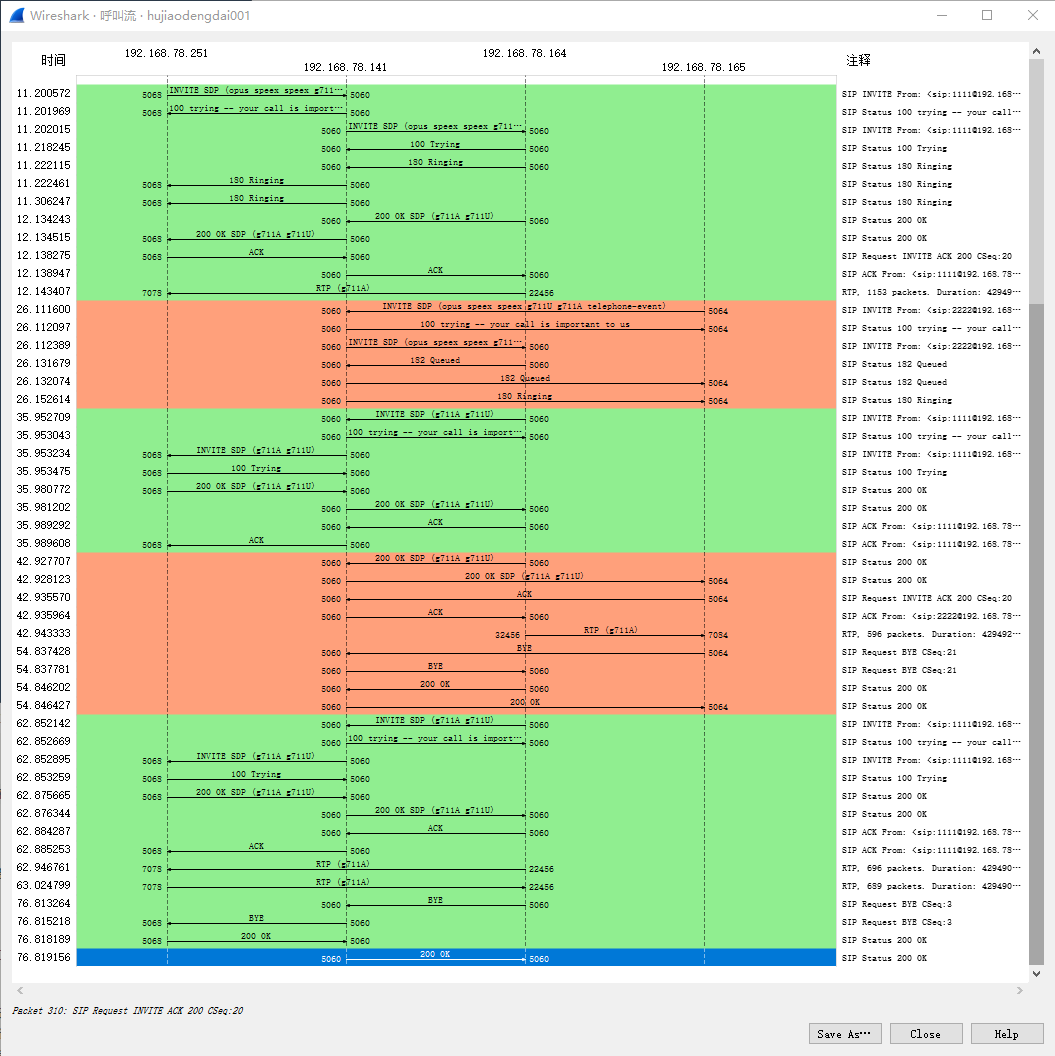 Wireshark · 呼叫流 · hujiaodengdai001
时间 192.168.78.251 192.168.78.141 192.168.78.164 192.168.78.165 注释
11.200572 5068 INVITE SDP (opus speex speex g711··· 5060 SIP INVITE From: <sip:1111@192.168···
11.201969 5068 100 trying -- your call is import··· 5060 SIP Status 100 trying -- your call···
11.202015 5060 INVITE SDP (opus speex speex g711··· 5060 SIP INVITE From: <sip:1111@192.168···
11.218245 5060 100 Trying 5060 SIP Status 100 Trying
11.222115 5060 180 Ringing 5060 SIP Status 180 Ringing
11.222461 5068 180 Ringing 5060 SIP Status 180 Ringing
11.306247 5068 180 Ringing 5060 SIP Status 180 Ringing
12.134243 5060 200 OK SDP (g711A g711U) 5060 SIP Status 200 OK
12.134515 5068 200 OK SDP (g711A g711U) 5060 SIP Status 200 OK
12.138275 5068 ACK 5060 SIP Request INVITE ACK 200 CSeq:20
12.138947 5060 ACK 5060 SIP ACK From: <sip:1111@192.168.78···
12.143407 7078 RTP (g711A) 22456 RTP, 1153 packets. Duration: 42949···
26.111600 5060 INVITE SDP (opus speex speex g711U g711A telephone-event) 5064 SIP INVITE From: <sip:2222@192.168···
26.112097 5060 100 trying -- your call is important to us 5064 SIP Status 100 trying -- your call···
26.112389 5060 INVITE SDP (opus speex speex g711··· 5060 SIP INVITE From: <sip:2222@192.168···
26.131679 5060 182 Queued 5060 SIP Status 182 Queued
26.132074 5060 182 Queued 5064 SIP Status 182 Queued
26.152614 5060 180 Ringing 5064 SIP Status 180 Ringing
35.952709 5060 INVITE SDP (g711A g711U) 5060 SIP INVITE From: <sip:1111@192.168···
35.953043 5060 100 trying -- your call is import··· 5060 SIP Status 100 trying -- your call···
35.953234 5068 INVITE SDP (g711A g711U) 5060 SIP INVITE From: <sip:1111@192.168···
35.953475 5068 100 Trying 5060 SIP Status 100 Trying
35.980772 5068 200 OK SDP (g711A g711U) 5060 SIP Status 200 OK
35.981202 5060 200 OK SDP (g711A g711U) 5060 SIP Status 200 OK
35.989292 5060 ACK 5060 SIP ACK From: <sip:1111@192.168.78···
35.989608 5068 ACK 5060 SIP ACK From: <sip:1111@192.168.78···
42.927707 5060 200 OK SDP (g711A g711U) 5060 SIP Status 200 OK
42.928123 5060 200 OK SDP (g711A g711U) 5064 SIP Status 200 OK
42.935570 5060 ACK 5064 SIP Request INVITE ACK 200 CSeq:20
42.935964 5060 ACK 5060 SIP ACK From: <sip:2222@192.168.78···
42.943333 32456 RTP (g711A) 7084 RTP, 596 packets. Duration: 429492···
54.837428 5060 BYE 5064 SIP Request BYE CSeq:21
54.837781 5060 BYE 5060 SIP Request BYE CSeq:21
54.846202 5060 200 OK 5060 SIP Status 200 OK
54.846427 5060 200 OK 5064 SIP Status 200 OK
62.852142 5060 INVITE SDP (g711A g711U) 5060 SIP INVITE From: <sip:1111@192.168···
62.852669 5060 100 trying -- your call is import··· 5060 SIP Status 100 trying -- your call···
62.852895 5068 INVITE SDP (g711A g711U) 5060 SIP INVITE From: <sip:1111@192.168···
62.853259 5068 100 Trying 5060 SIP Status 100 Trying
62.875665 5068 200 OK SDP (g711A g711U) 5060 SIP Status 200 OK
62.876344 5060 200 OK SDP (g711A g711U) 5060 SIP Status 200 OK
62.884287 5060 ACK 5060 SIP ACK From: <sip:1111@192.168.78···
62.885253 5068 ACK 5060 SIP ACK From: <sip:1111@192.168.78···
62.946761 7078 RTP (g711A) 22456 RTP, 696 packets. Duration: 429490···
63.024799 7078 RTP (g711A) 22456 RTP, 689 packets. Duration: 429490···
76.813264 5060 BYE 5060 SIP Request BYE CSeq:3
76.815218 5068 BYE 5060 SIP Request BYE CSeq:3
76.818189 5068 200 OK 5060 SIP Status 200 OK
76.819156 5060 200 OK 5060 SIP Status 200 OK
Packet 310: SIP Request INVITE ACK 200 CSeq:20
Save As··· Close Help